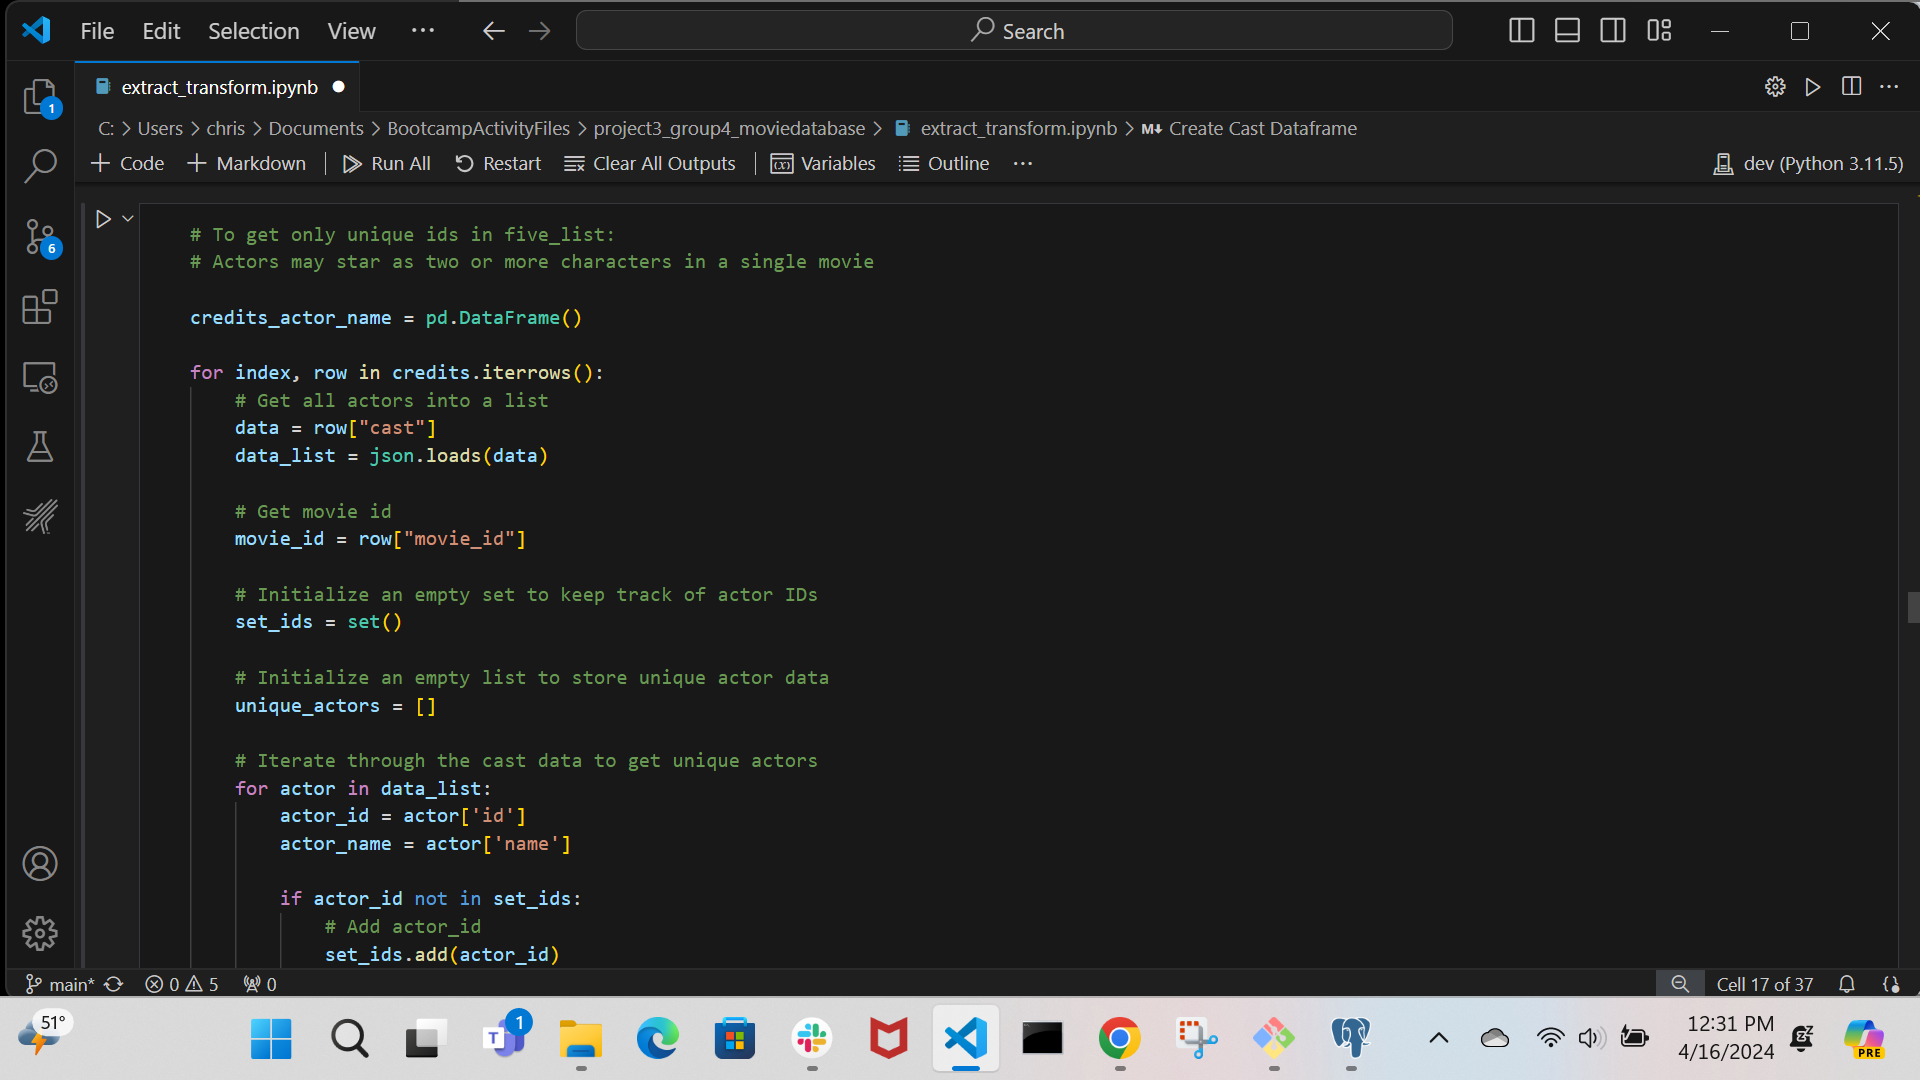 File Edit Selection View ··· Search
extract_transform.ipynb
C: > Users > chris > Documents > BootcampActivityFiles > project3_group4_moviedatabase > extract_transform.ipynb > M↓ Create Cast Dataframe
+ Code + Markdown Run All Restart Clear All Outputs Variables Outline ··· dev (Python 3.11.5)
# To get only unique ids in five_list:
# Actors may star as two or more characters in a single movie
credits_actor_name = pd.DataFrame()
for index, row in credits.iterrows():
# Get all actors into a list
data = row["cast"]
data_list = json.loads(data)
# Get movie id
movie_id = row["movie_id"]
# Initialize an empty set to keep track of actor IDs
set_ids = set()
# Initialize an empty list to store unique actor data
unique_actors = []
# Iterate through the cast data to get unique actors
for actor in data_list:
actor_id = actor['id']
actor_name = actor['name']
if actor_id not in set_ids:
# Add actor_id
set_ids.add(actor_id)
1
6
main* 0 5 0 Cell 17 of 37
51° T 1 PRE
12:31 PM
4/16/2024